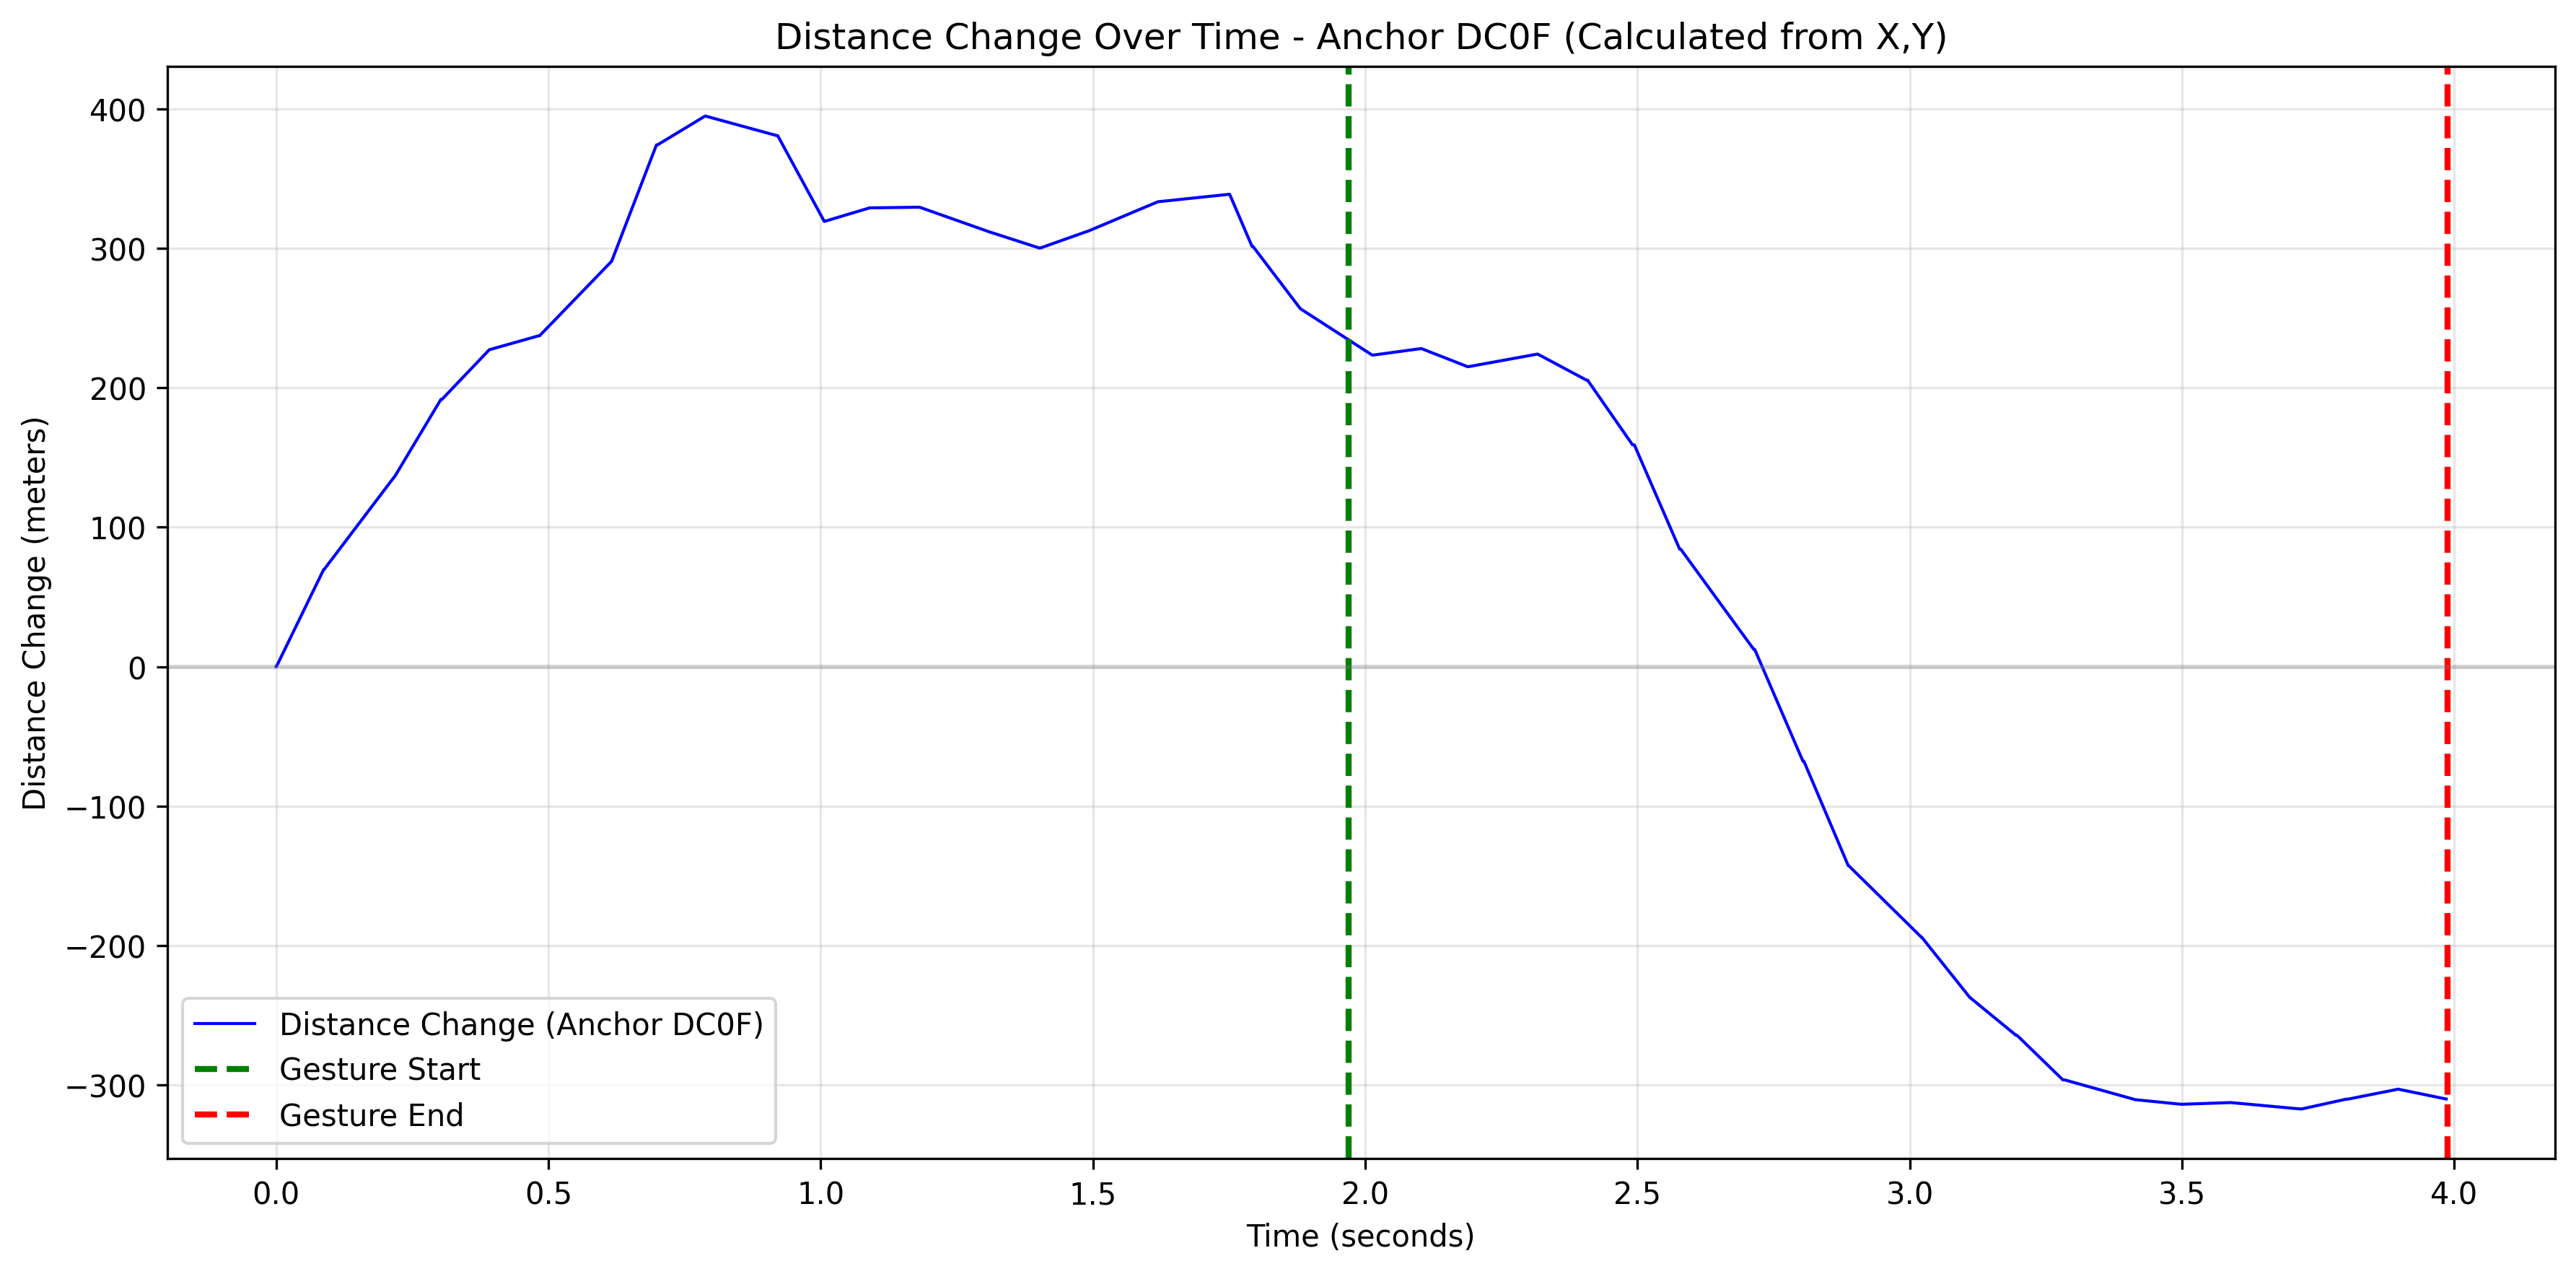 Distance Change Over Time - Anchor DC0F (Calculated from X,Y)
Distance Change (meters)
400
300
200
100
0
−100
−200
−300
Distance Change (Anchor DC0F)
Gesture Start
Gesture End
0.0 0.5 1.0 1.5 2.0 2.5 3.0 3.5 4.0
Time (seconds)